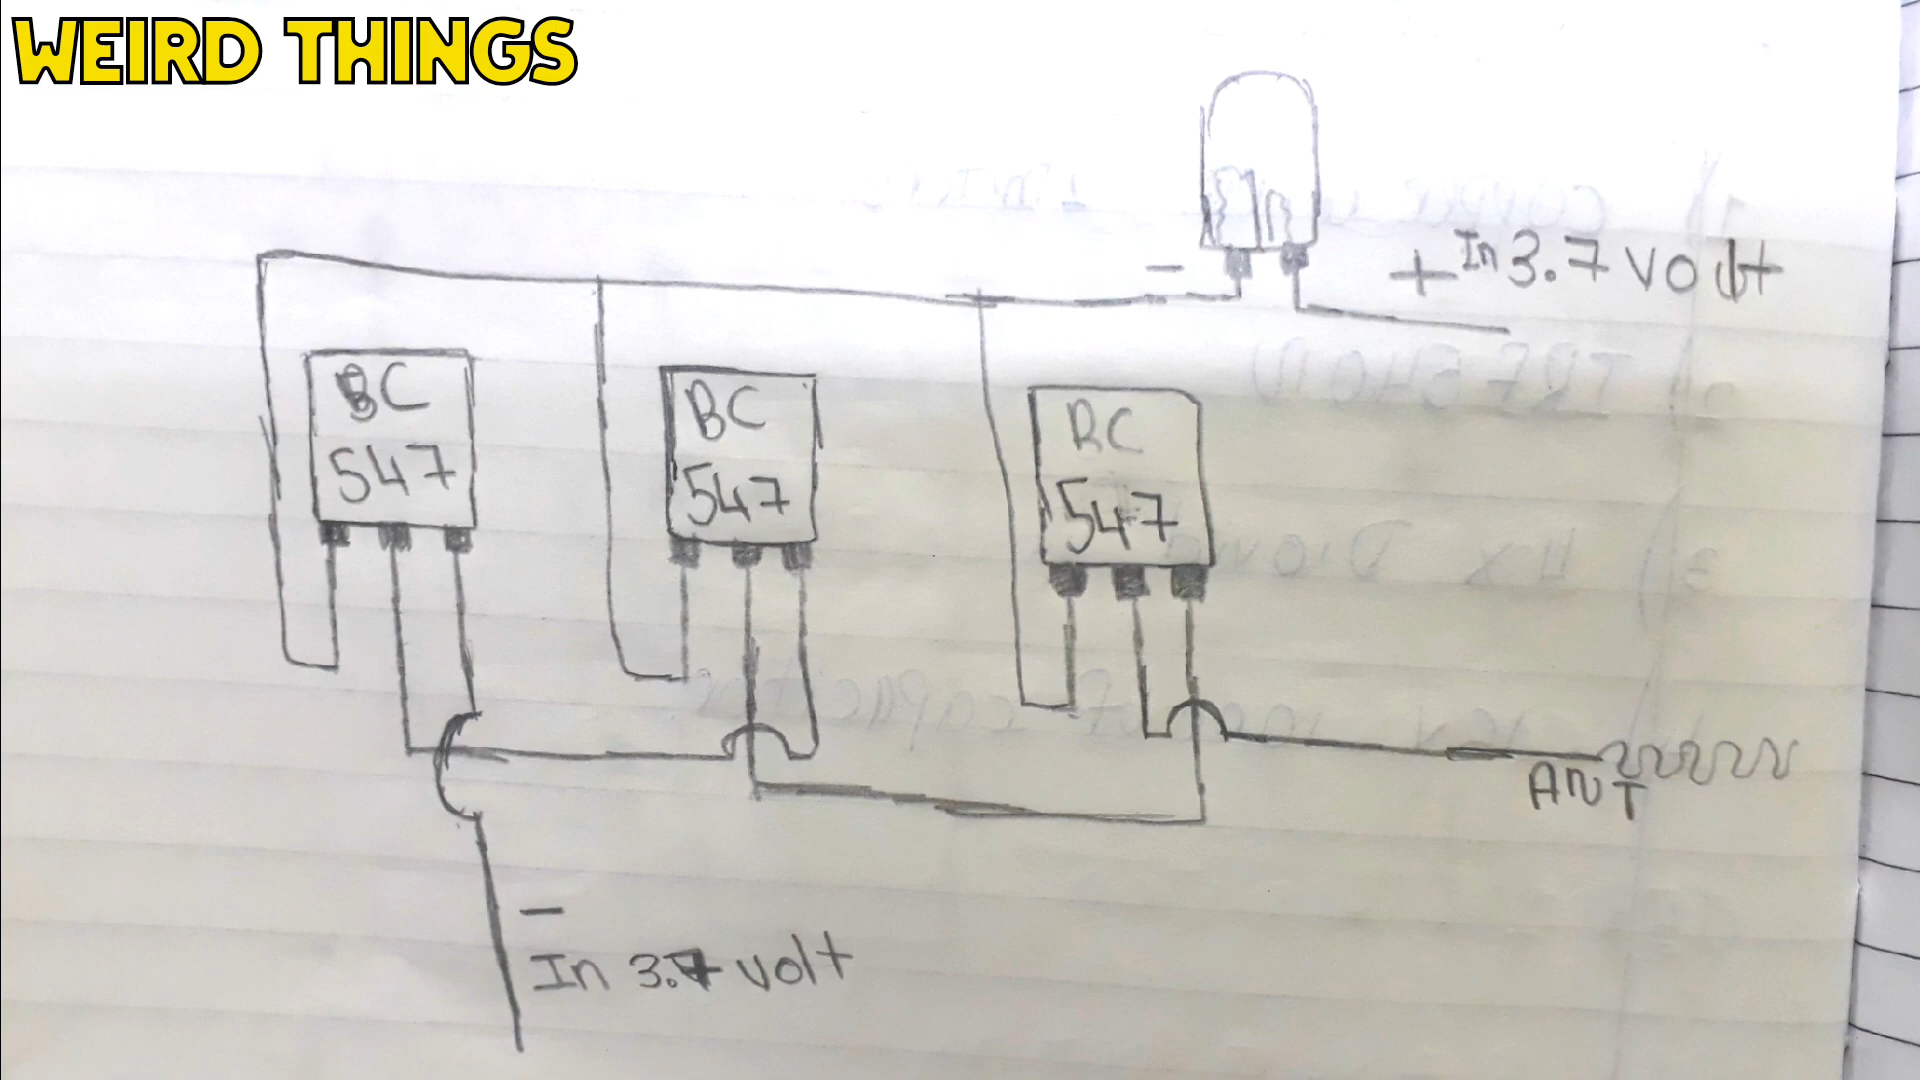 WEIRD THINGS
- + In 3.7 volt
BC
547
BC
547
BC
547
ANT
-
In 3.7 volt